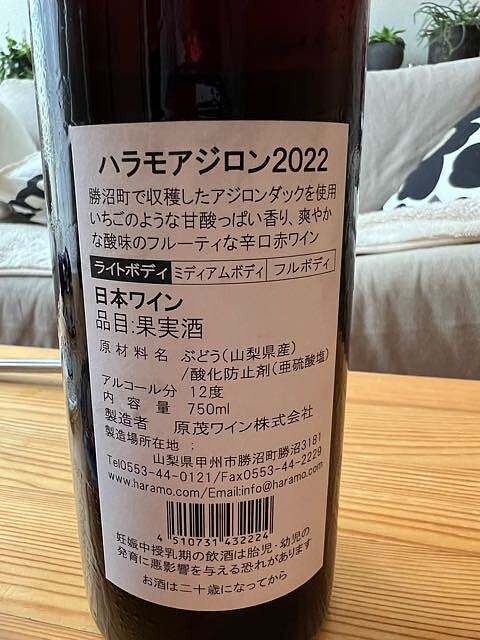 ハラモアジロン2022
勝沼町で収穫したアジロンダックを使用
いちごのような甘酸っぱい香り、爽やか
な酸味のフルーティな辛口赤ワイン
ライトボディ ミディアムボディ フルボディ
日本ワイン
品目:果実酒
原材料名 ぶどう(山梨県産)
/酸化防止剤(亜硫酸塩)
アルコール分 12度
内容量 750ml
製造者 原茂ワイン株式会社
製造場所在地:
山梨県甲州市勝沼町勝沼3181
Tel0553-44-0121/Fax0553-44-2229
www.haramo.com/Email:info@haramo.com
4 510731 432224
妊娠中授乳期の飲酒は胎児・幼児の
発育に悪影響を与える恐れがあります
お酒は二十歳になってから